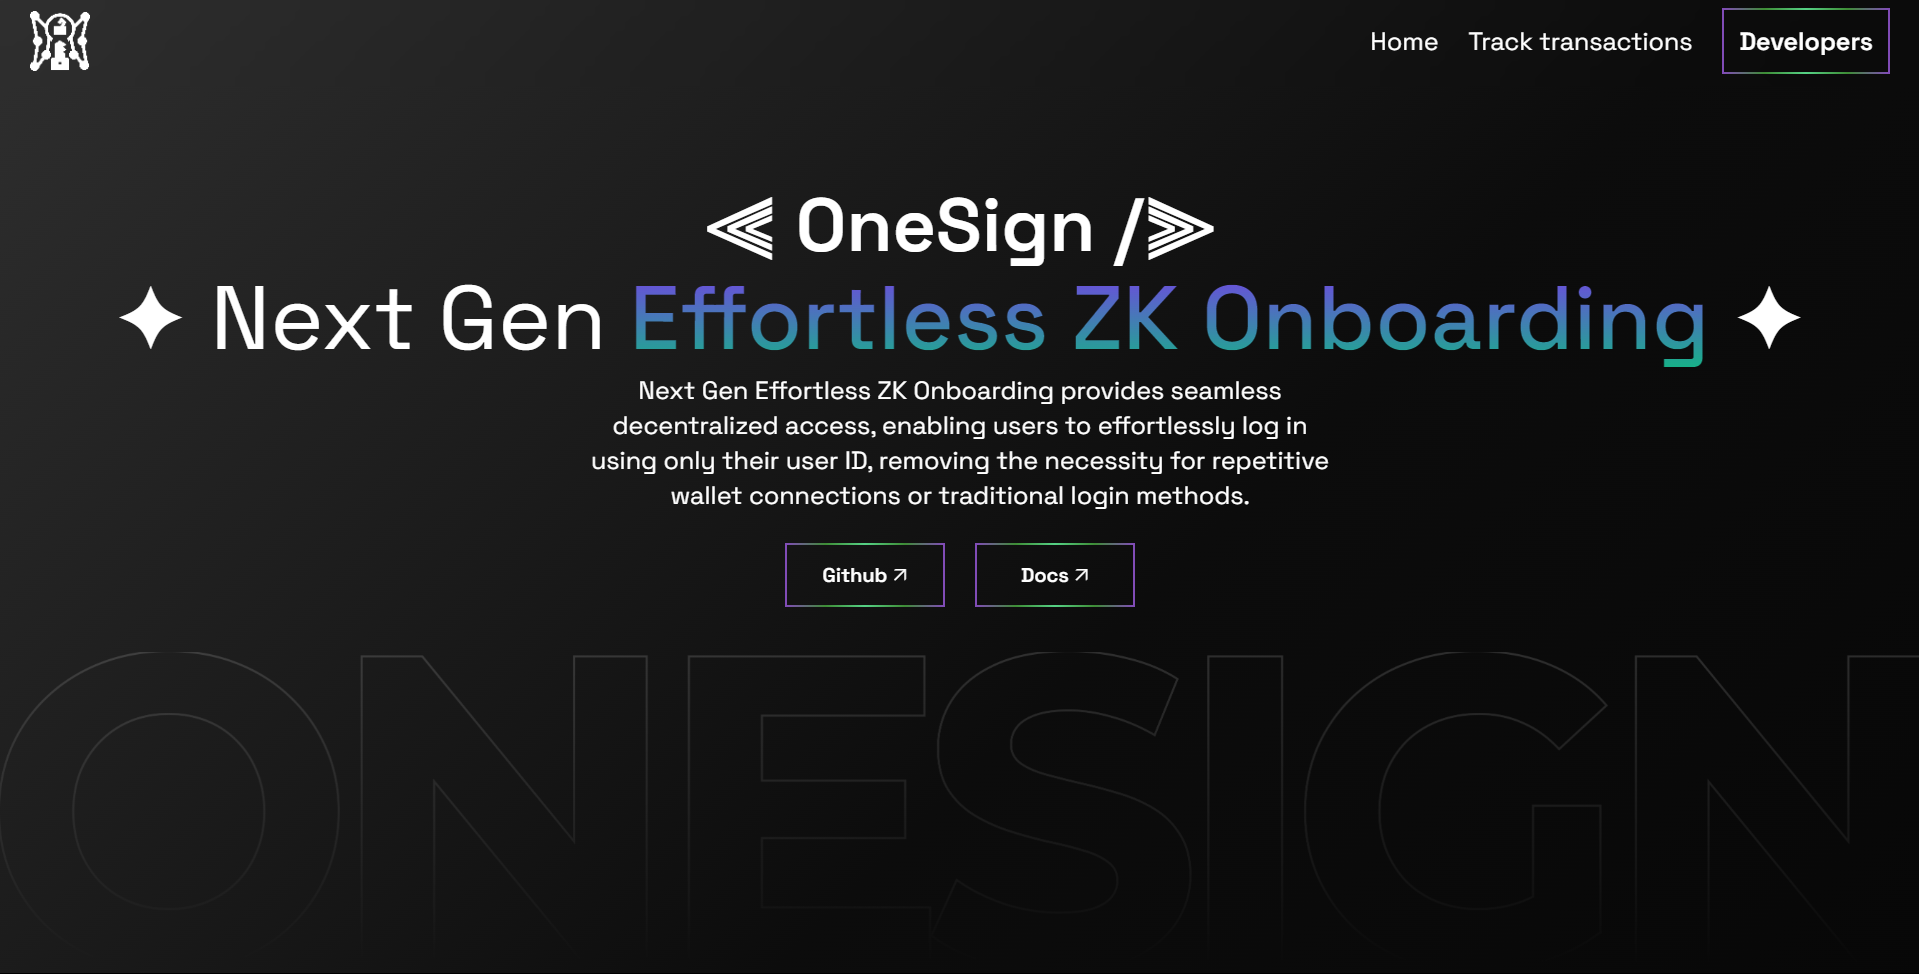 Home Track transactions Developers
⋘ OneSign /⋙
✦ Next Gen Effortless ZK Onboarding ✦
Next Gen Effortless ZK Onboarding provides seamless
decentralized access, enabling users to effortlessly log in
using only their user ID, removing the necessity for repetitive
wallet connections or traditional login methods.
Github ↗ Docs ↗
ONESIGN